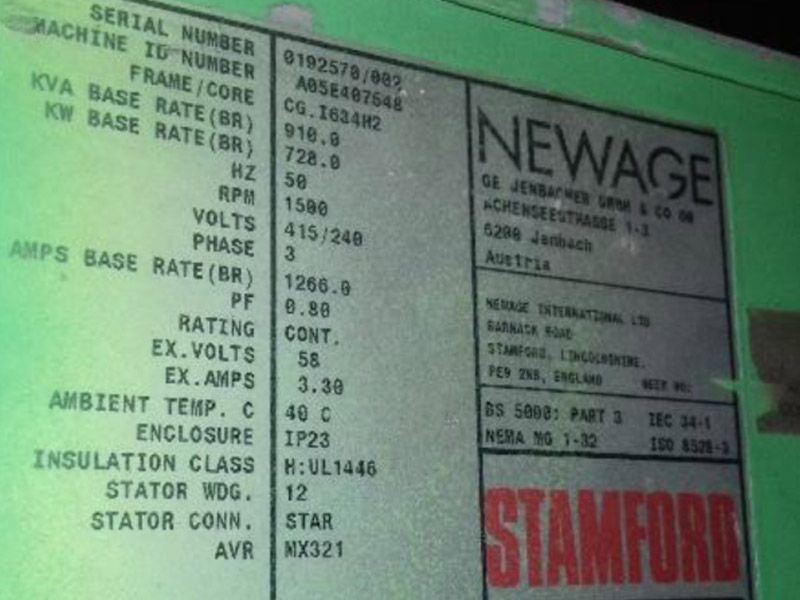 SERIAL NUMBER 0192570/002
MACHINE ID NUMBER A05E407648
FRAME/CORE CG.I634H2
KVA BASE RATE(BR) 910.0
KW BASE RATE(BR) 728.0
HZ 50
RPM 1500
VOLTS 415/240
PHASE 3
AMPS BASE RATE(BR) 1266.0
PF 0.80
RATING CONT.
EX.VOLTS 58
EX.AMPS 3.30
AMBIENT TEMP. C 40 C
ENCLOSURE IP23
INSULATION CLASS H:UL1446
STATOR WDG. 12
STATOR CONN. STAR
AVR MX321
NEWAGE
GE JENBACHER GMBH & CO OG
ACHENSEESTRASSE 1-3
6200 Jenbach
Austria
NEWAGE INTERNATIONAL LTD
BARNACK ROAD
STAMFORD, LINCOLNSHIRE.
PE9 2NB, ENGLAND
BS 5000: PART 3 IEC 34-1
NEMA MG 1-32 ISO 8528-3
STAMFORD